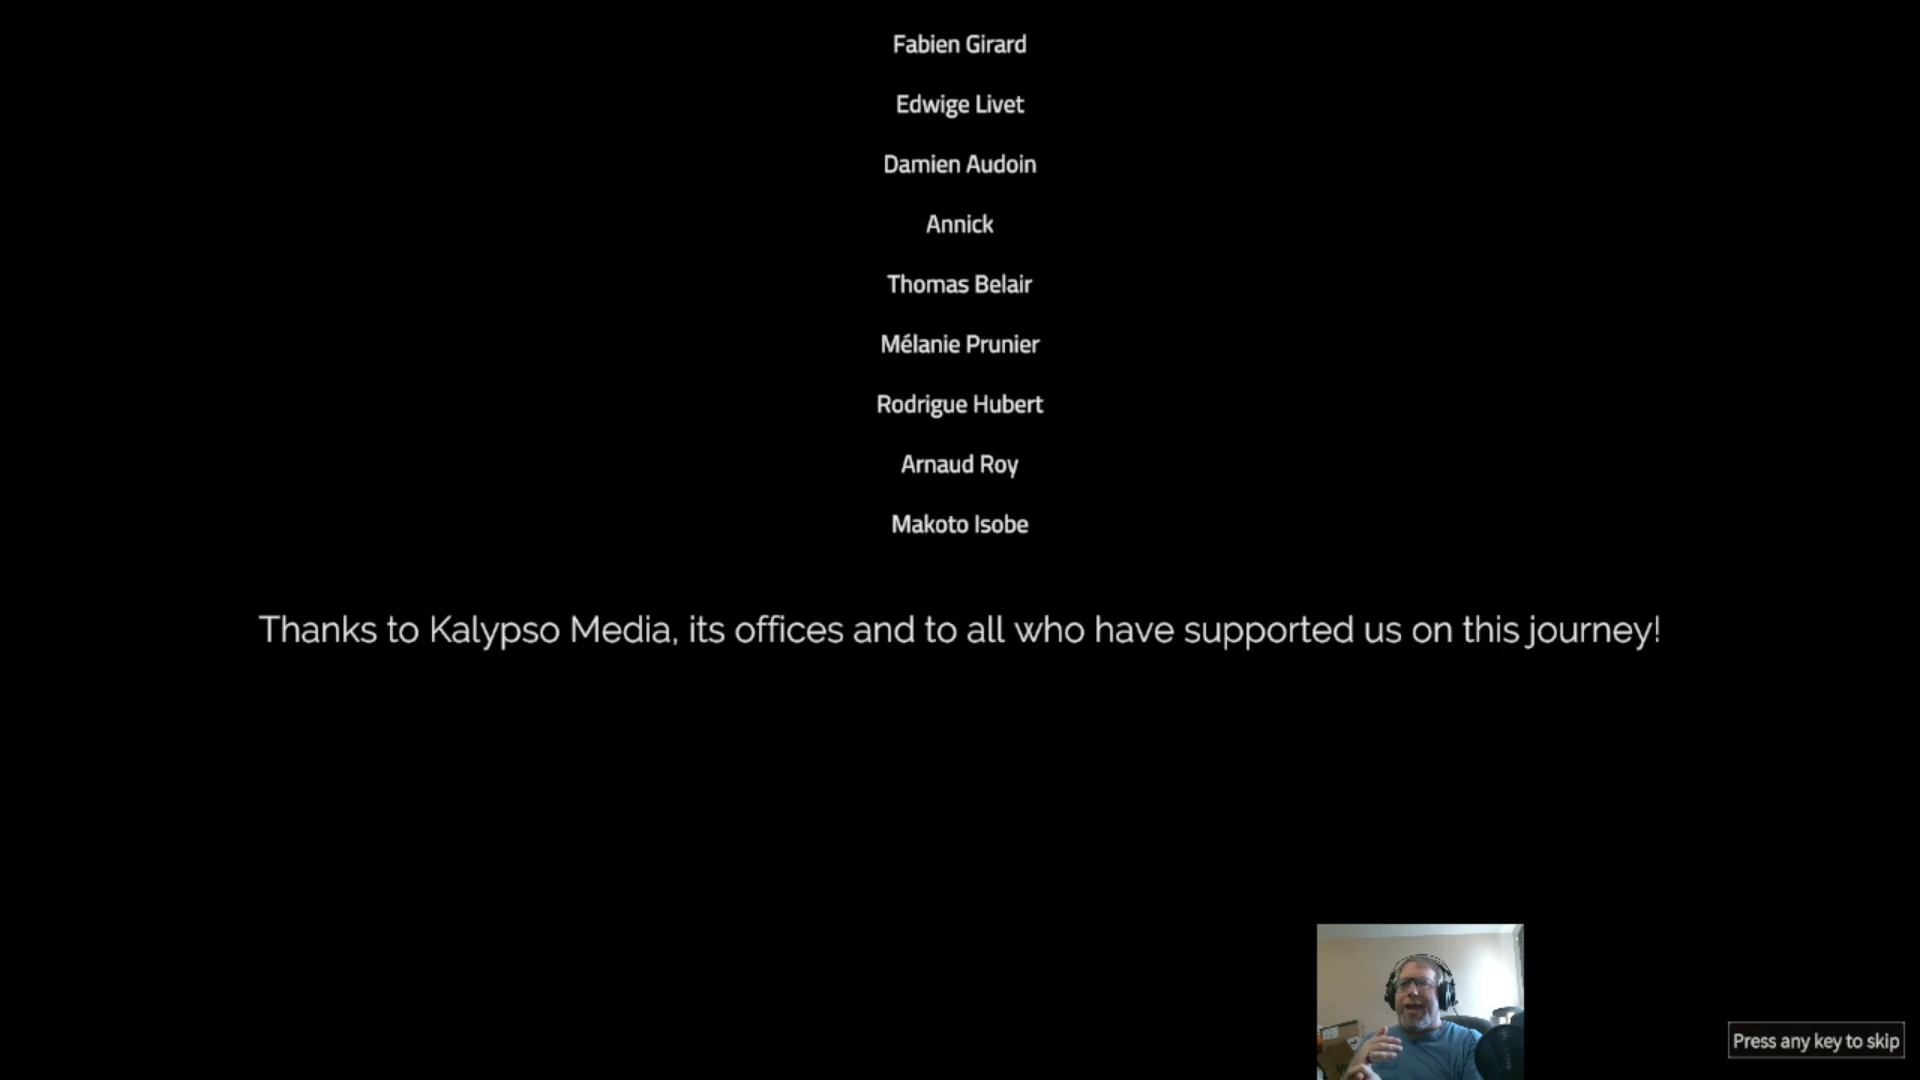 Fabien Girard
Edwige Livet
Damien Audoin
Annick
Thomas Belair
Mélanie Prunier
Rodrigue Hubert
Arnaud Roy
Makoto Isobe
Thanks to Kalypso Media, its offices and to all who have supported us on this journey!
Press any key to skip